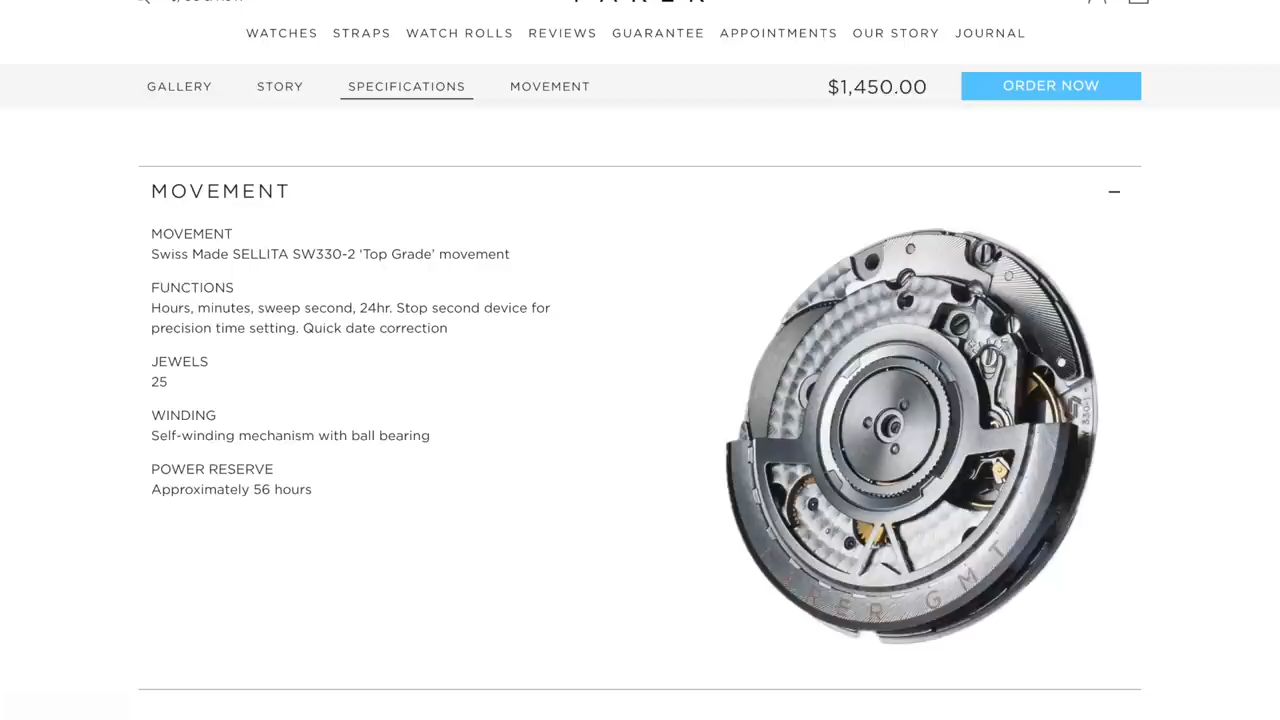 WATCHES STRAPS WATCH ROLLS REVIEWS GUARANTEE APPOINTMENTS OUR STORY JOURNAL
GALLERY STORY SPECIFICATIONS MOVEMENT $1,450.00 ORDER NOW
MOVEMENT
MOVEMENT
Swiss Made SELLITA SW330-2 ‘Top Grade’ movement
FUNCTIONS
Hours, minutes, sweep second, 24hr. Stop second device for
precision time setting. Quick date correction
JEWELS
25
WINDING
Self-winding mechanism with ball bearing
POWER RESERVE
Approximately 56 hours
GMT